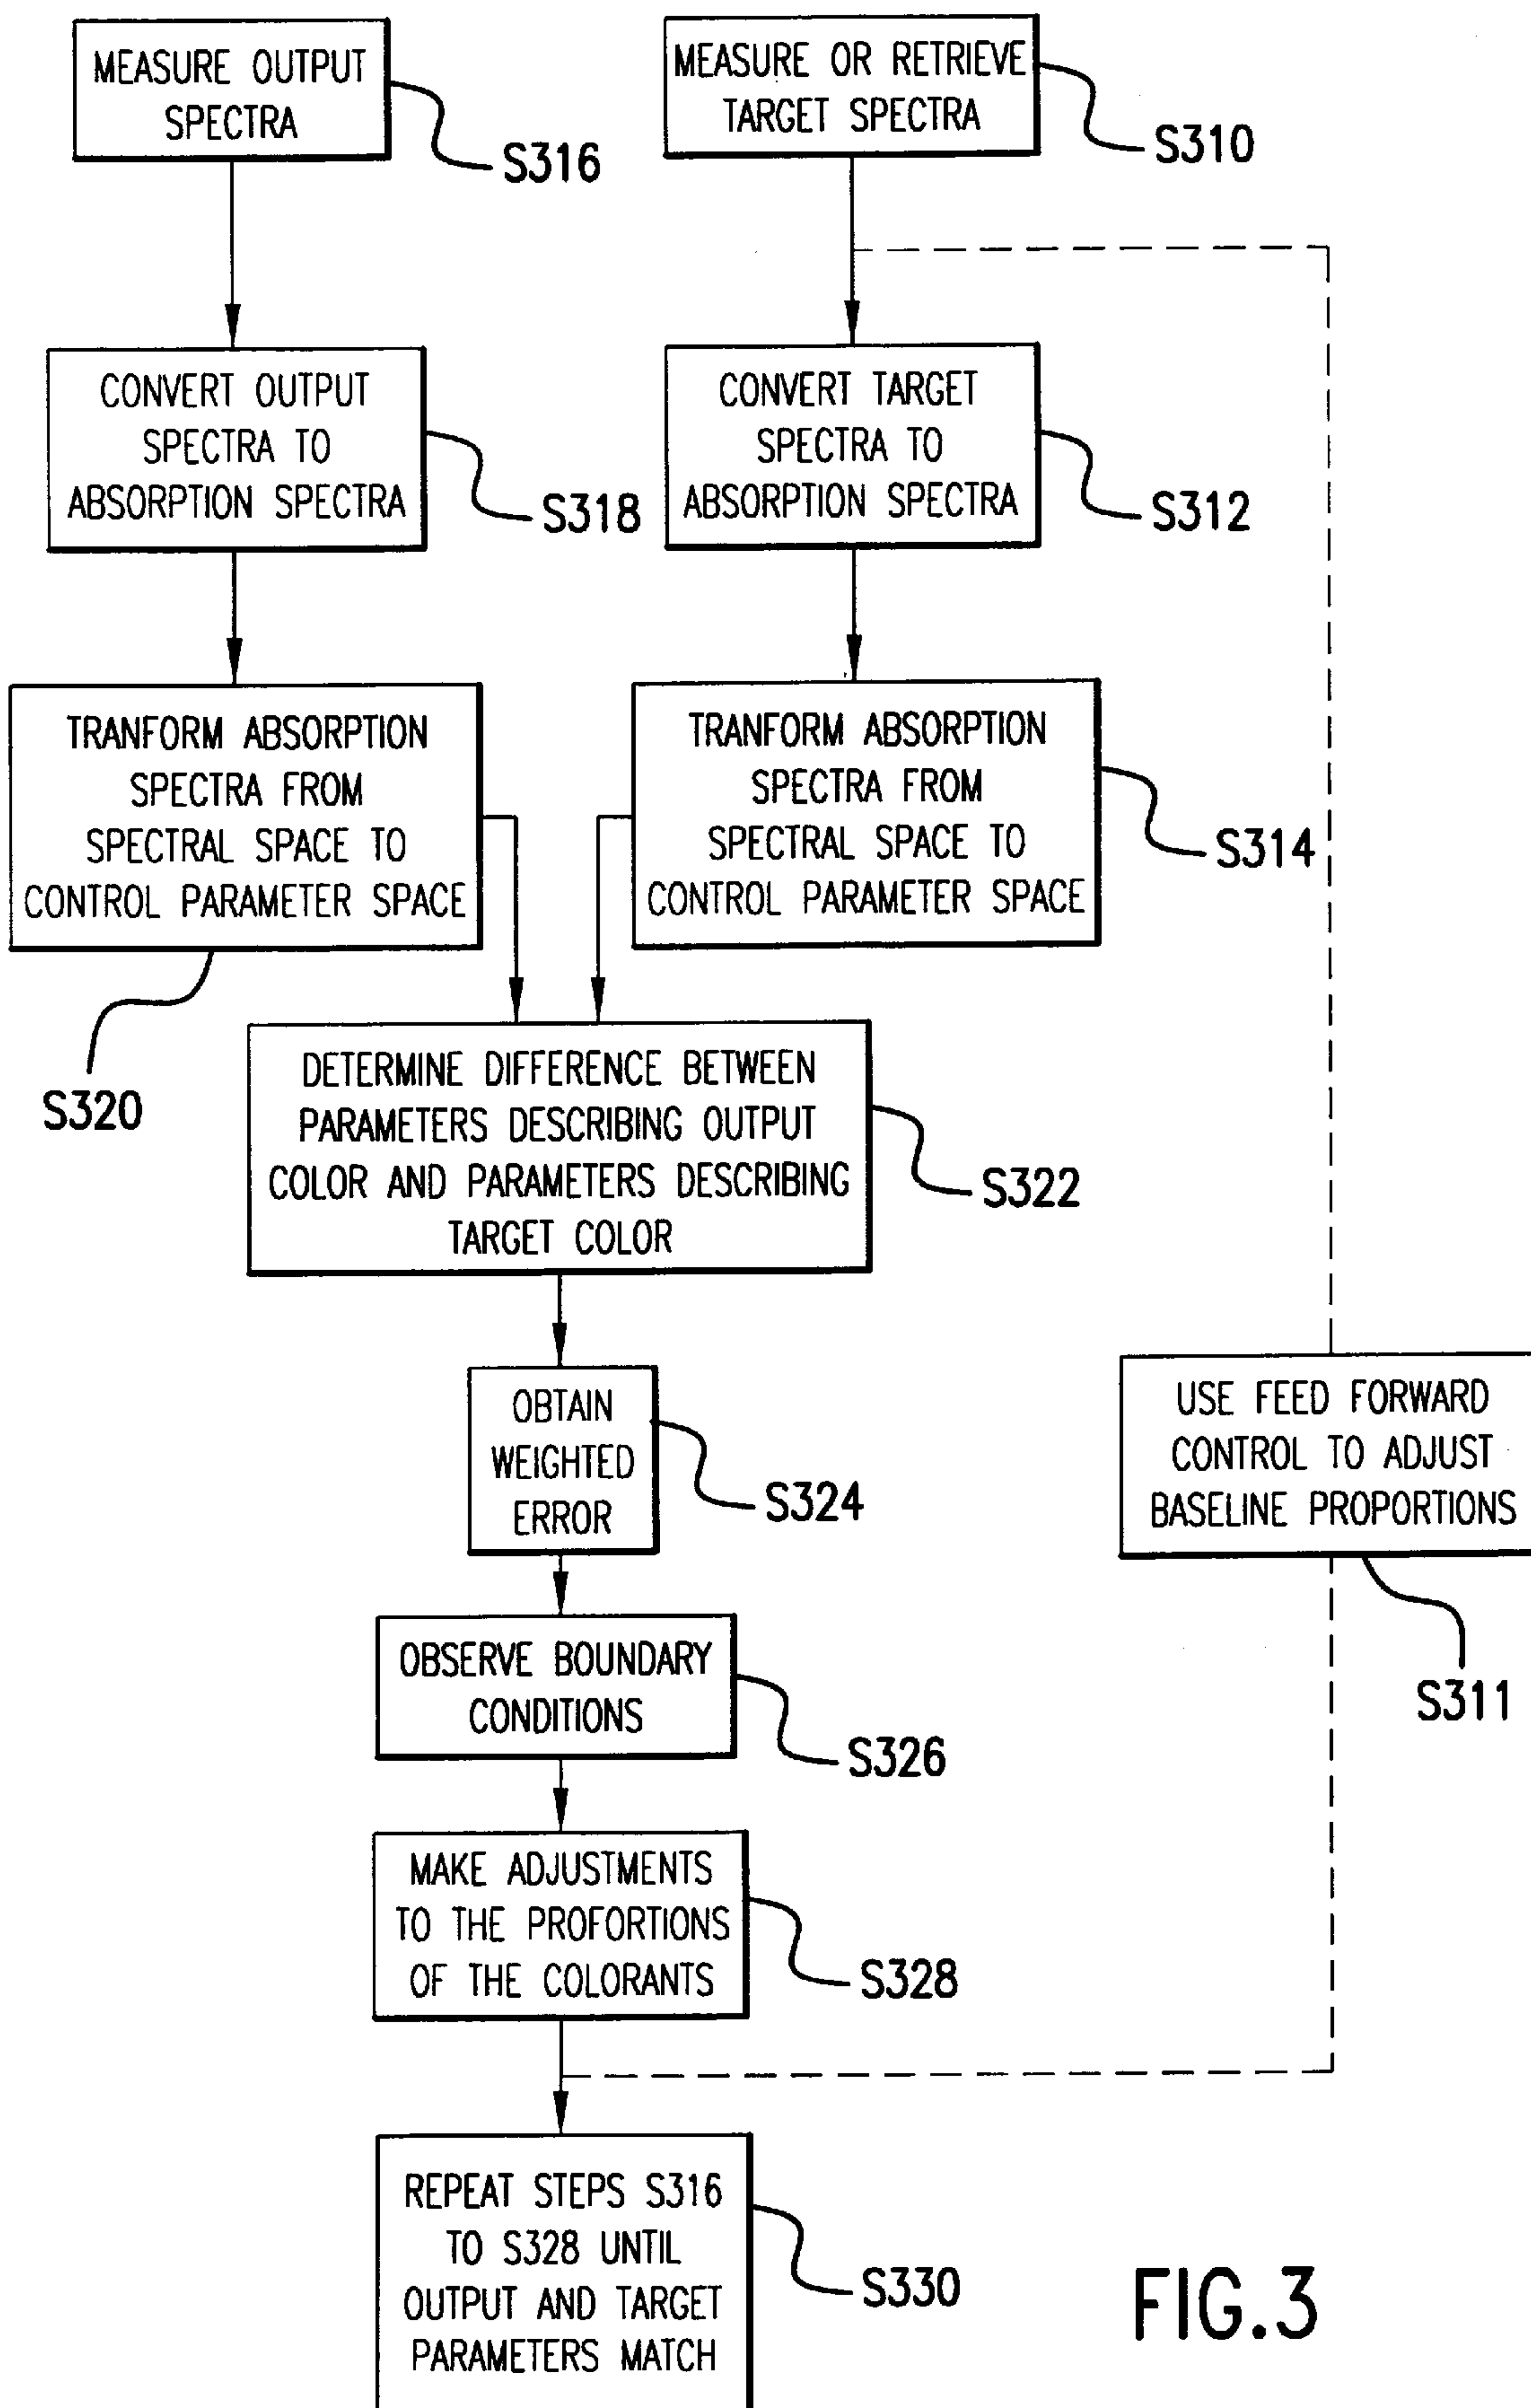 MEASURE OUTPUT
SPECTRA
S316
MEASURE OR RETRIEVE
TARGET SPECTRA
S310
CONVERT OUTPUT
SPECTRA TO
ABSORPTION SPECTRA
S318
CONVERT TARGET
SPECTRA TO
ABSORPTION SPECTRA
S312
TRANFORM ABSORPTION
SPECTRA FROM
SPECTRAL SPACE TO
CONTROL PARAMETER SPACE
S320
TRANFORM ABSORPTION
SPECTRA FROM
SPECTRAL SPACE TO
CONTROL PARAMETER SPACE
S314
DETERMINE DIFFERENCE BETWEEN
PARAMETERS DESCRIBING OUTPUT
COLOR AND PARAMETERS DESCRIBING
TARGET COLOR
S322
OBTAIN
WEIGHTED
ERROR
S324
USE FEED FORWARD
CONTROL TO ADJUST
BASELINE PROPORTIONS
S311
OBSERVE BOUNDARY
CONDITIONS
S326
MAKE ADJUSTMENTS
TO THE PROFORTIONS
OF THE COLORANTS
S328
REPEAT STEPS S316
TO S328 UNTIL
OUTPUT AND TARGET
PARAMETERS MATCH
S330
FIG.3